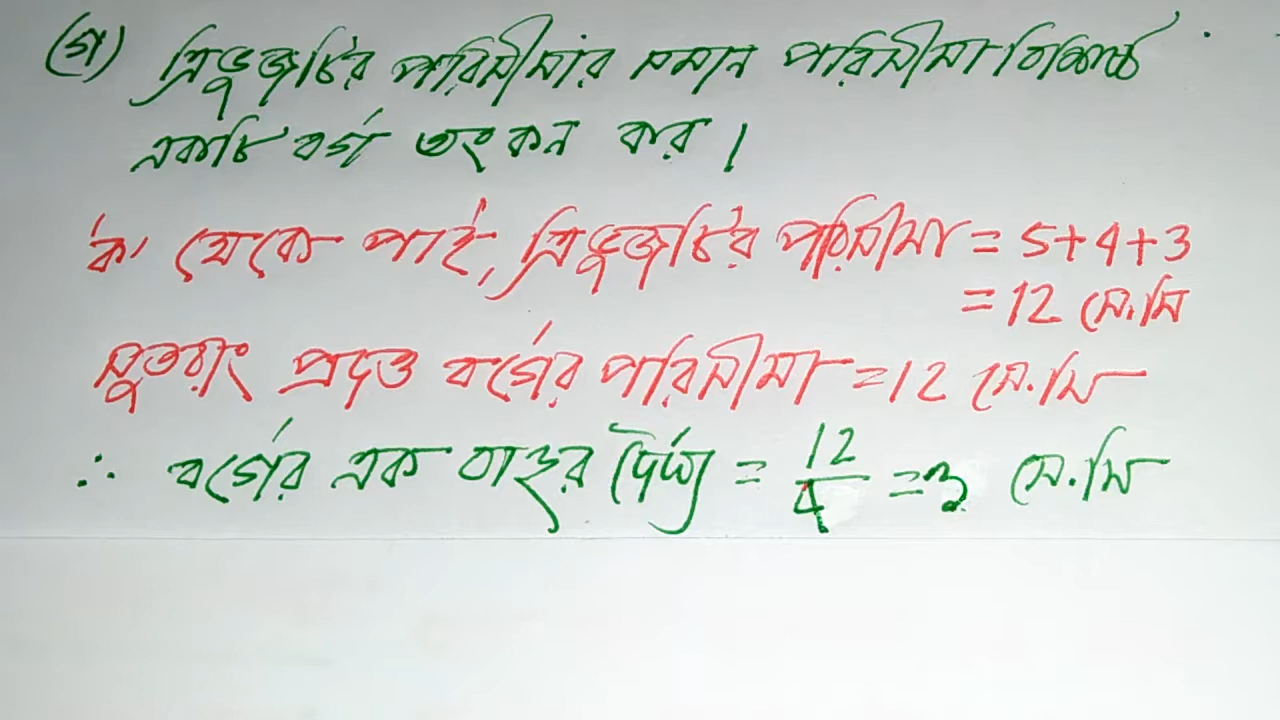 (গ) ত্রিভুজটির পরিসীমার সমান পরিসীমা বিশিষ্ট
একটি বর্গ অংকন কর।
'ক' থেকে পাই, ত্রিভুজটির পরিসীমা = 5+4+3
= 12 সে.মি
সুতরাং প্রদত্ত বর্গের পরিসীমা = 12 সে.মি
∴ বর্গের এক বাহুর দৈর্ঘ্য = 12/4 = 3 সে.মি